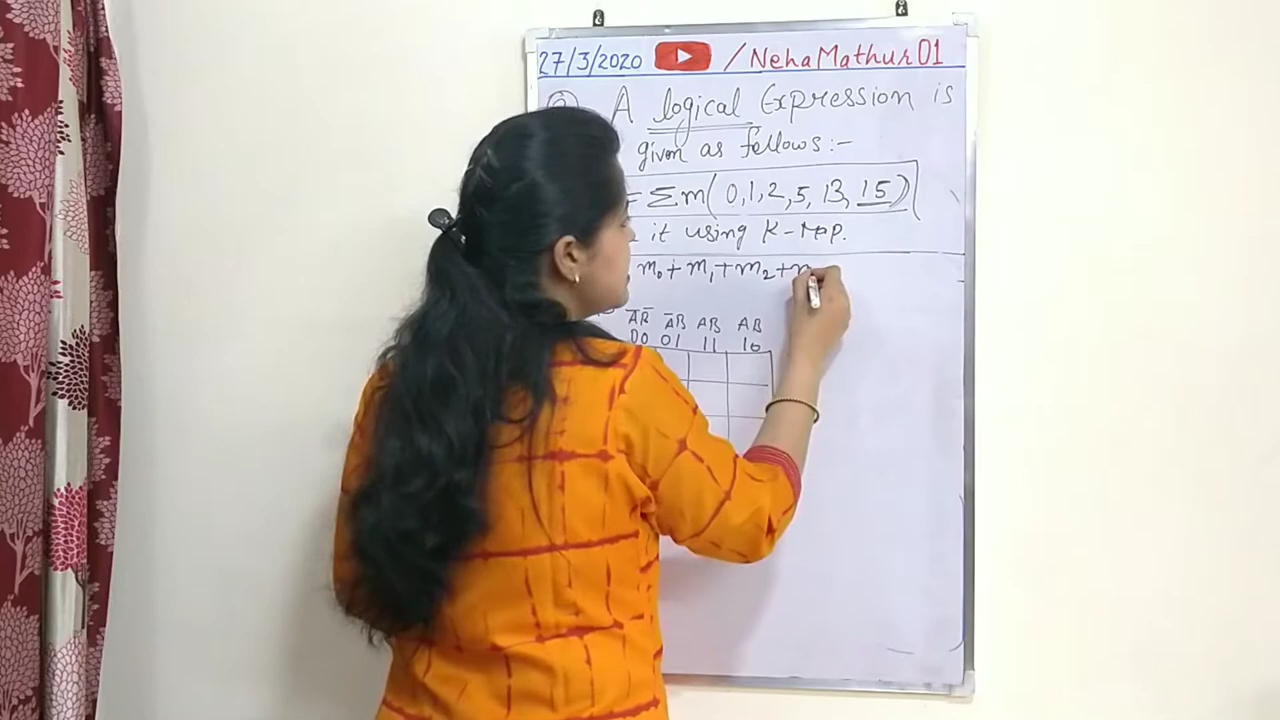 27/3/2020 /NehaMathur01
A logical Expression is
given as follows:-
= Σm( 0,1,2,5, 13, 15)
it using K-Map.
m₀ + m₁ + m₂ +
A̅B̅ A̅B AB AB
00 01 11 10